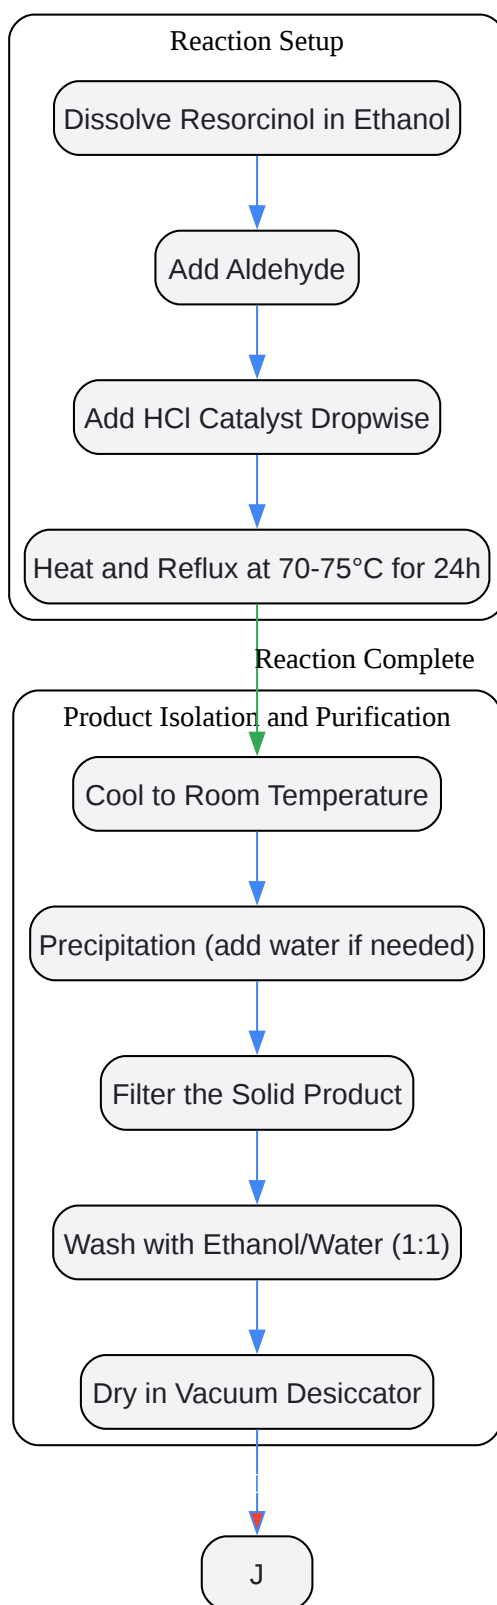 Reaction Setup
Dissolve Resorcinol in Ethanol
Add Aldehyde
Add HCl Catalyst Dropwise
Heat and Reflux at 70-75°C for 24h
Reaction Complete
Product Isolation and Purification
Cool to Room Temperature
Precipitation (add water if needed)
Filter the Solid Product
Wash with Ethanol/Water (1:1)
Dry in Vacuum Desiccator
J